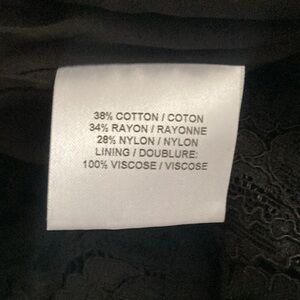 38% COTTON / COTON
34% RAYON / RAYONNE
28% NYLON / NYLON
LINING / DOUBLURE:
100% VISCOSE / VISCOSE